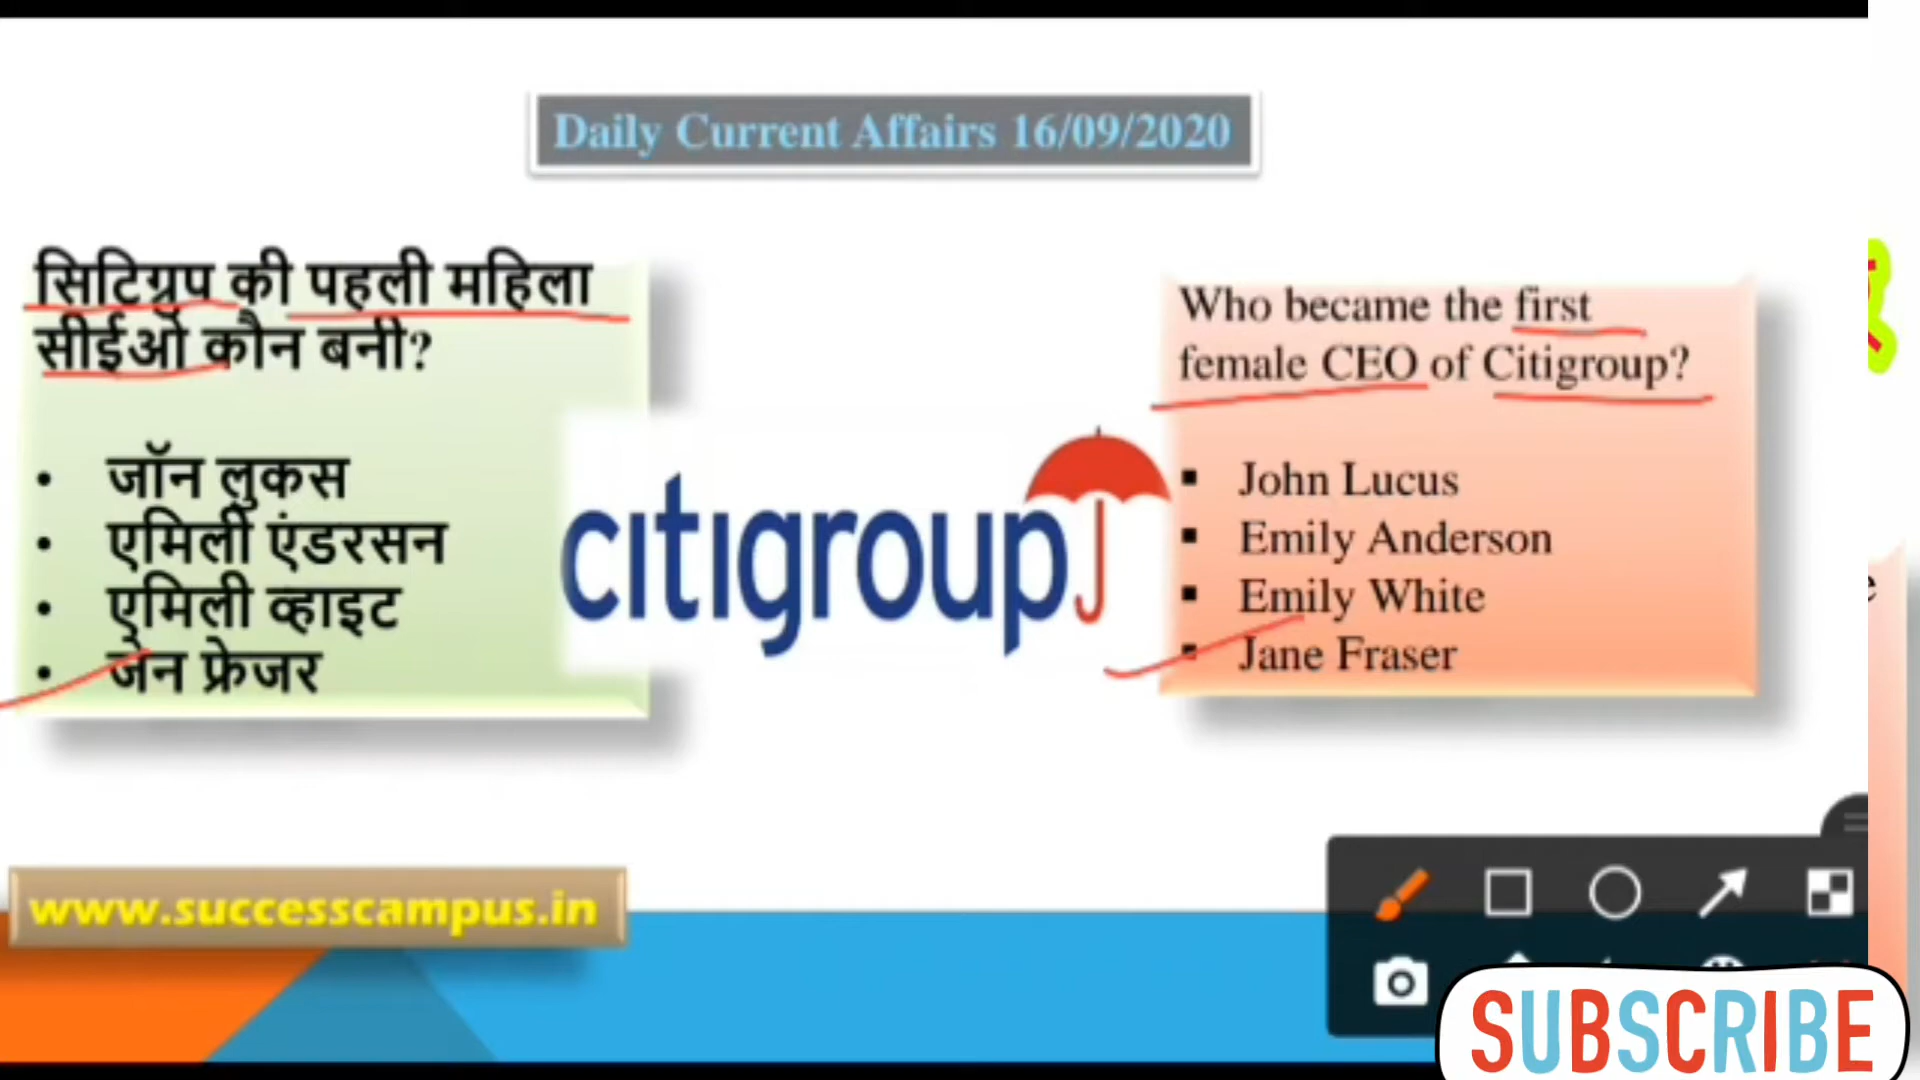 Daily Current Affairs 16/09/2020
सिटिग्रुप की पहली महिला
सीईओ कौन बनी?
• जॉन लुकस
• एमिली एंडरसन
• एमिली व्हाइट
• जेन फ्रेजर
citigroup
Who became the first
female CEO of Citigroup?
▪ John Lucus
▪ Emily Anderson
▪ Emily White
▪ Jane Fraser
www.successcampus.in
SUBSCRIBE